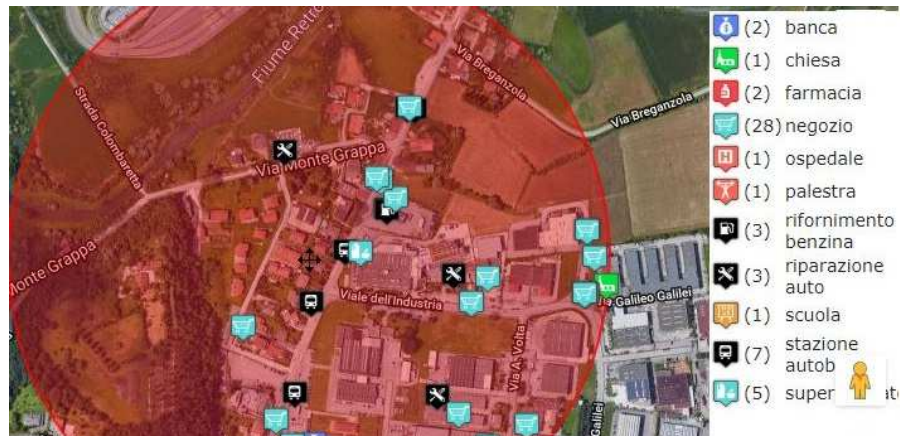 Fiume Retro
Via Breganzola
Strada Colombaretta
Via Breganzola
Via Monte Grappa
Monte Grappa
Viale dell'Industria
Via A. Volta
Galileo Galilei
Galilei
(2) banca
(1) chiesa
(2) farmacia
(28) negozio
H (1) ospedale
(1) palestra
(3) rifornimento
benzina
(3) riparazione
auto
(1) scuola
(7) stazione
autob
(5) super